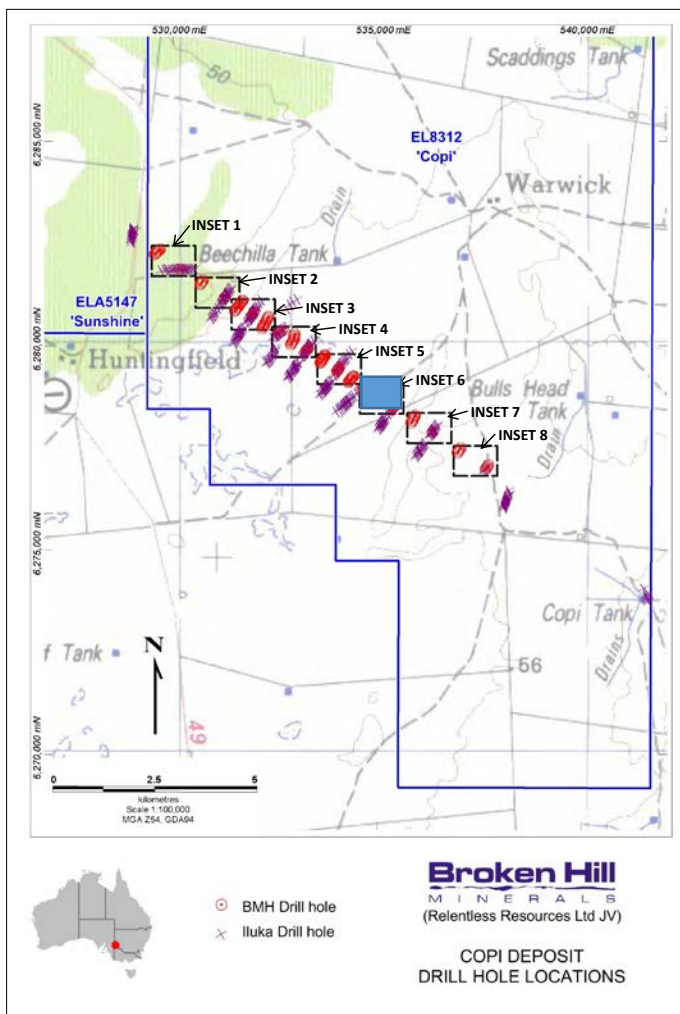 530,000 mE
535,000 mE
540,000 mE
50
Scaddings Tank
EL8312
'Copi'
6,285,000 mN
Warwick
Drain
INSET 1
Beechilla Tank
INSET 2
ELA5147
'Sunshine'
INSET 3
INSET 4
6,280,000 mN
Huntingfield
INSET 5
INSET 6
Bulls Head
Tank
INSET 7
INSET 8
Drain
6,275,000 mN
Copi Tank
Drains
N
f Tank
56
49
6,270,000 mN
0 2.5 5
kilometres
Scale 1:100,000
MGA Z54, GDA94
Broken Hill
MINERALS
(Relentless Resources Ltd JV)
BMH Drill hole
Iluka Drill hole
COPI DEPOSIT
DRILL HOLE LOCATIONS